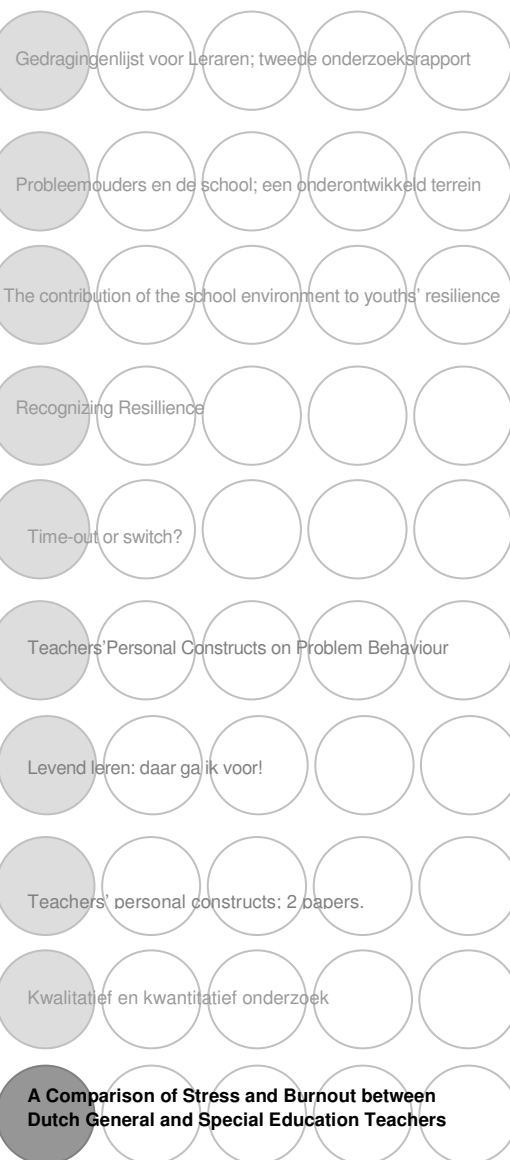 Gedragingenlijst voor Leraren; tweede onderzoeksrapport
Probleemouders en de school; een onderontwikkeld terrein
The contribution of the school environment to youths' resilience
Recognizing Resillience
Time-out or switch?
Teachers'Personal Constructs on Problem Behaviour
Levend leren: daar ga ik voor!
Teachers' personal constructs; 2 papers.
Kwalitatief en kwantitatief onderzoek
A Comparison of Stress and Burnout between
Dutch General and Special Education Teachers